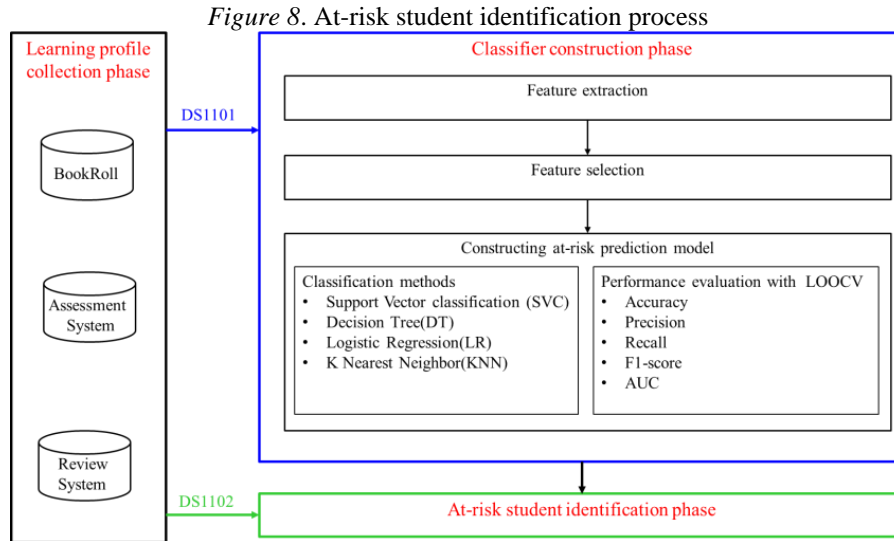 Figure 8. At-risk student identification process
Learning profile
collection phase
BookRoll
Assessment
System
Review
System
DS1101
DS1102
Classifier construction phase
Feature extraction
Feature selection
Constructing at-risk prediction model
Classification methods
• Support Vector classification (SVC)
• Decision Tree(DT)
• Logistic Regression(LR)
• K Nearest Neighbor(KNN)
Performance evaluation with LOOCV
• Accuracy
• Precision
• Recall
• F1-score
• AUC
At-risk student identification phase